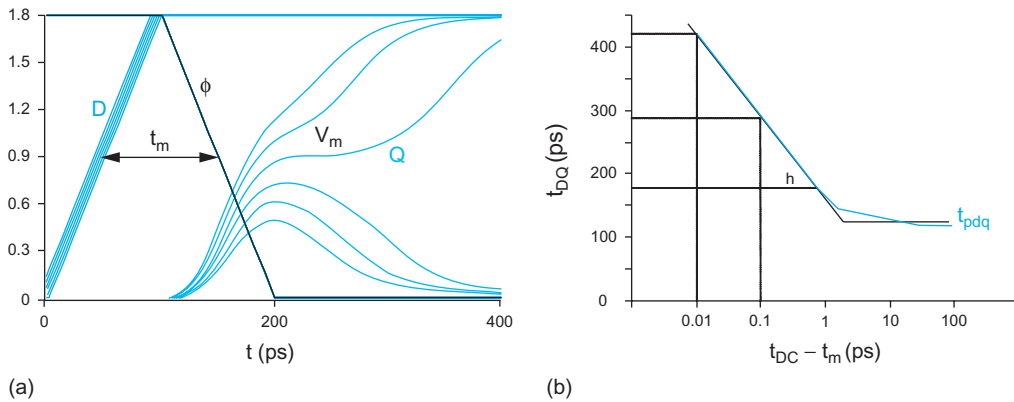 1.8
1.5
1.2
0.9
0.6
0.3
0
0
200
400
t (ps)
D
t_m
ϕ
V_m
Q
(a)
400
300
200
100
0
t_DQ (ps)
0.01
0.1
1
10
100
t_DC − t_m (ps)
h
t_pdq
(b)